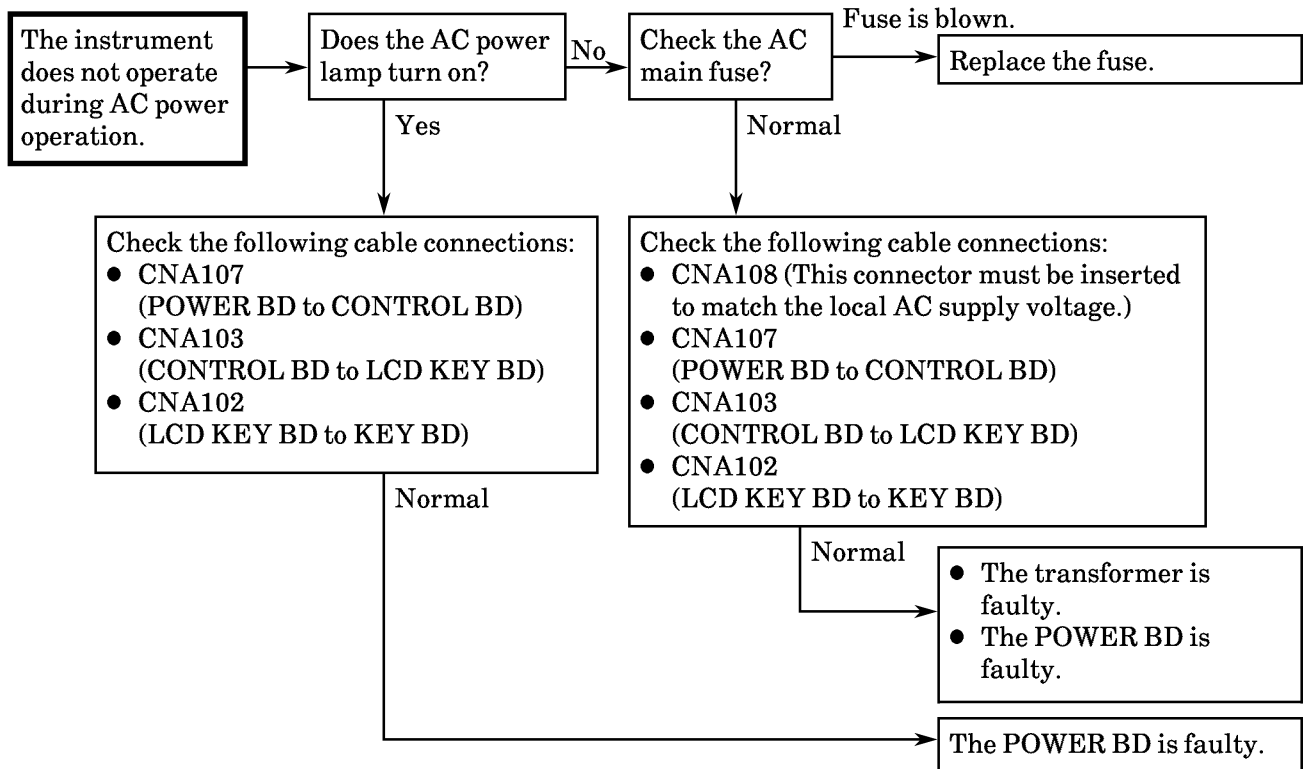 The instrument
does not operate
during AC power
operation.
Does the AC power
lamp turn on?
No
Check the AC
main fuse?
Fuse is blown.
Replace the fuse.
Yes
Normal
Check the following cable connections:
● CNA107
(POWER BD to CONTROL BD)
● CNA103
(CONTROL BD to LCD KEY BD)
● CNA102
(LCD KEY BD to KEY BD)
Check the following cable connections:
● CNA108 (This connector must be inserted
to match the local AC supply voltage.)
● CNA107
(POWER BD to CONTROL BD)
● CNA103
(CONTROL BD to LCD KEY BD)
● CNA102
(LCD KEY BD to KEY BD)
Normal
Normal
● The transformer is
faulty.
● The POWER BD is
faulty.
The POWER BD is faulty.